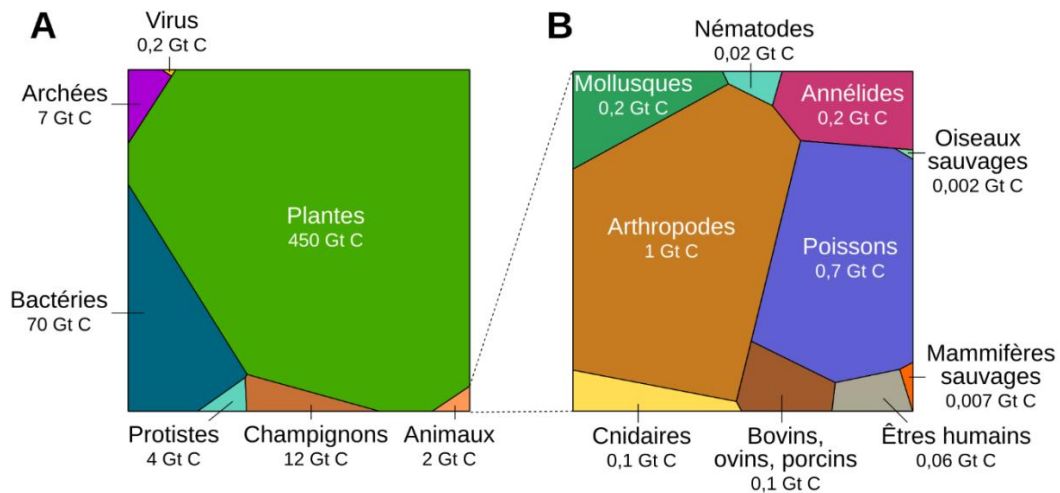 A
Virus
0,2 Gt C
Archées
7 Gt C
Plantes
450 Gt C
Bactéries
70 Gt C
Protistes
4 Gt C
Champignons
12 Gt C
Animaux
2 Gt C
B
Nématodes
0,02 Gt C
Mollusques
0,2 Gt C
Annélides
0,2 Gt C
Oiseaux
sauvages
0,002 Gt C
Arthropodes
1 Gt C
Poissons
0,7 Gt C
Mammifères
sauvages
0,007 Gt C
Cnidaires
0,1 Gt C
Bovins,
ovins, porcins
0,1 Gt C
Êtres humains
0,06 Gt C